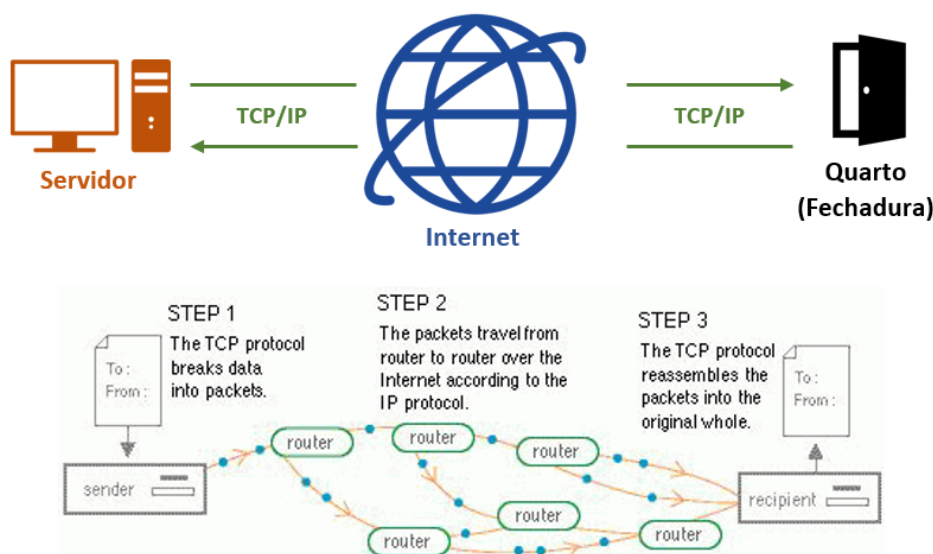 TCP/IP
TCP/IP
Servidor
Internet
Quarto
(Fechadura)
STEP 1
The TCP protocol
breaks data
into packets.
STEP 2
The packets travel from
router to router over the
Internet according to the
IP protocol.
STEP 3
The TCP protocol
reassembles the
packets into the
original whole.
To :
From :
To :
From :
router
router
router
sender
recipient
router
router
router